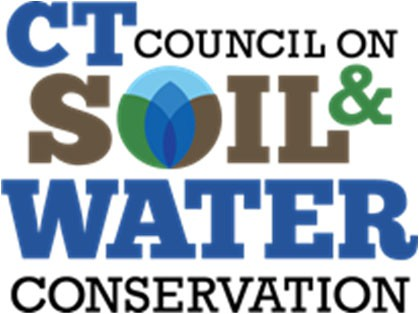 CT COUNCIL ON
SOIL &
WATER
CONSERVATION